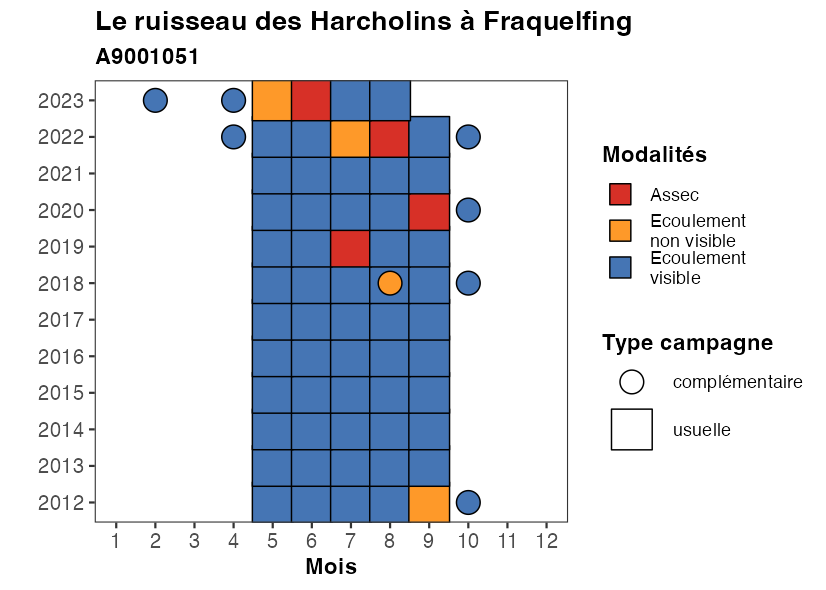 Le ruisseau des Harcholins à Fraquelfing
A9001051
2023
2022
2021
2020
2019
2018
2017
2016
2015
2014
2013
2012
1 2 3 4 5 6 7 8 9 10 11 12
Mois
Modalités
Assec
Ecoulement
non visible
Ecoulement
visible
Type campagne
complémentaire
usuelle